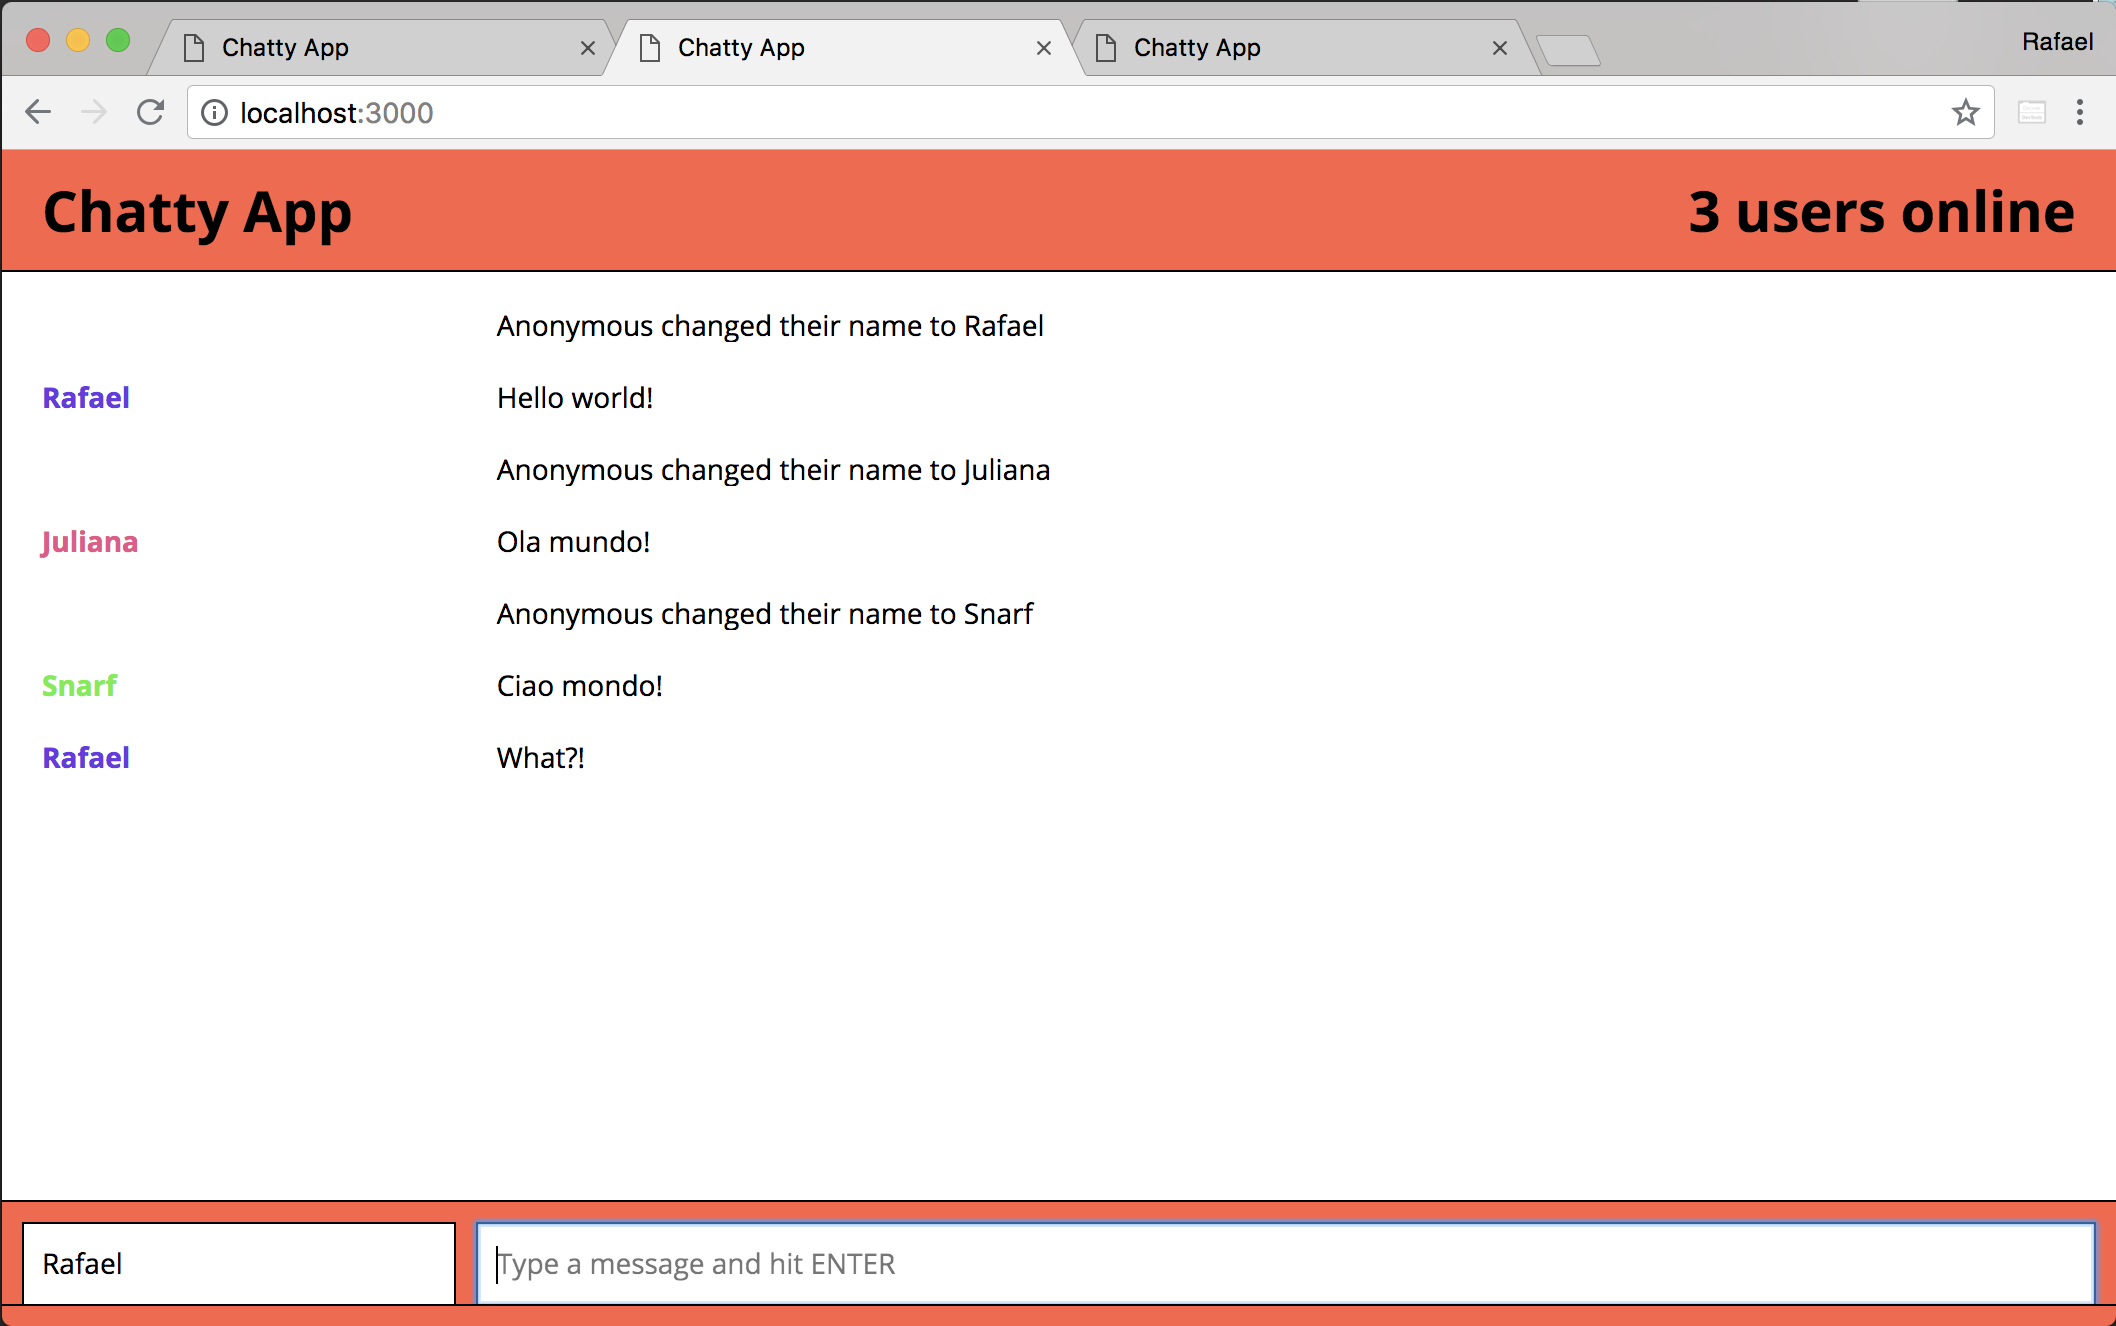 Chatty App Chatty App Chatty App Rafael
localhost:3000
Chatty App 3 users online
Anonymous changed their name to Rafael
Rafael Hello world!
Anonymous changed their name to Juliana
Juliana Ola mundo!
Anonymous changed their name to Snarf
Snarf Ciao mondo!
Rafael What?!
Rafael Type a message and hit ENTER